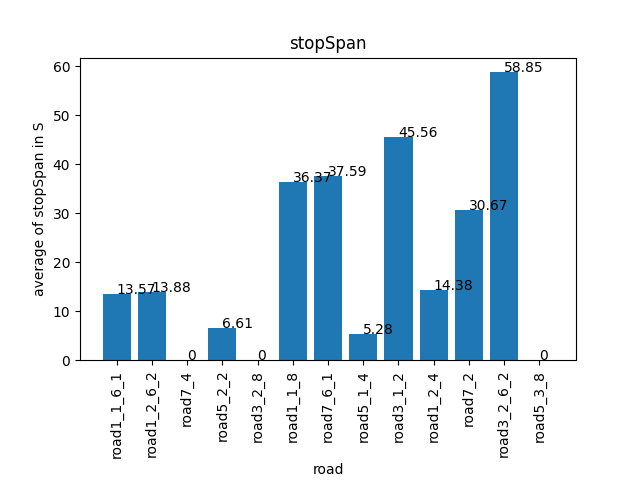 stopSpan
average of stopSpan in S
60
50
40
30
20
10
0
13.57
13.88
0
6.61
0
36.37
37.59
5.28
45.56
14.38
30.67
58.85
0
road1_1_6_1
road1_2_6_2
road7_4
road5_2_2
road3_2_8
road1_1_8
road7_6_1
road5_1_4
road3_1_2
road1_2_4
road7_2
road3_2_6_2
road5_3_8
road